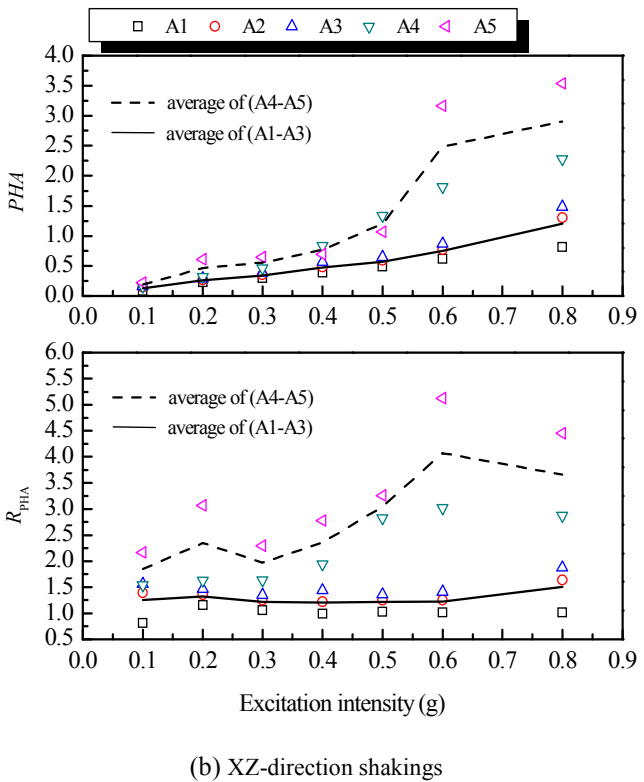 A1 A2 A3 A4 A5
4.0
3.5
3.0
2.5
2.0
1.5
1.0
0.5
0.0
PHA
average of (A4-A5)
average of (A1-A3)
0.0 0.1 0.2 0.3 0.4 0.5 0.6 0.7 0.8 0.9
6.0
5.5
5.0
4.5
4.0
3.5
3.0
2.5
2.0
1.5
1.0
0.5
R_PHA
average of (A4-A5)
average of (A1-A3)
0.0 0.1 0.2 0.3 0.4 0.5 0.6 0.7 0.8 0.9
Excitation intensity (g)
(b) XZ-direction shakings